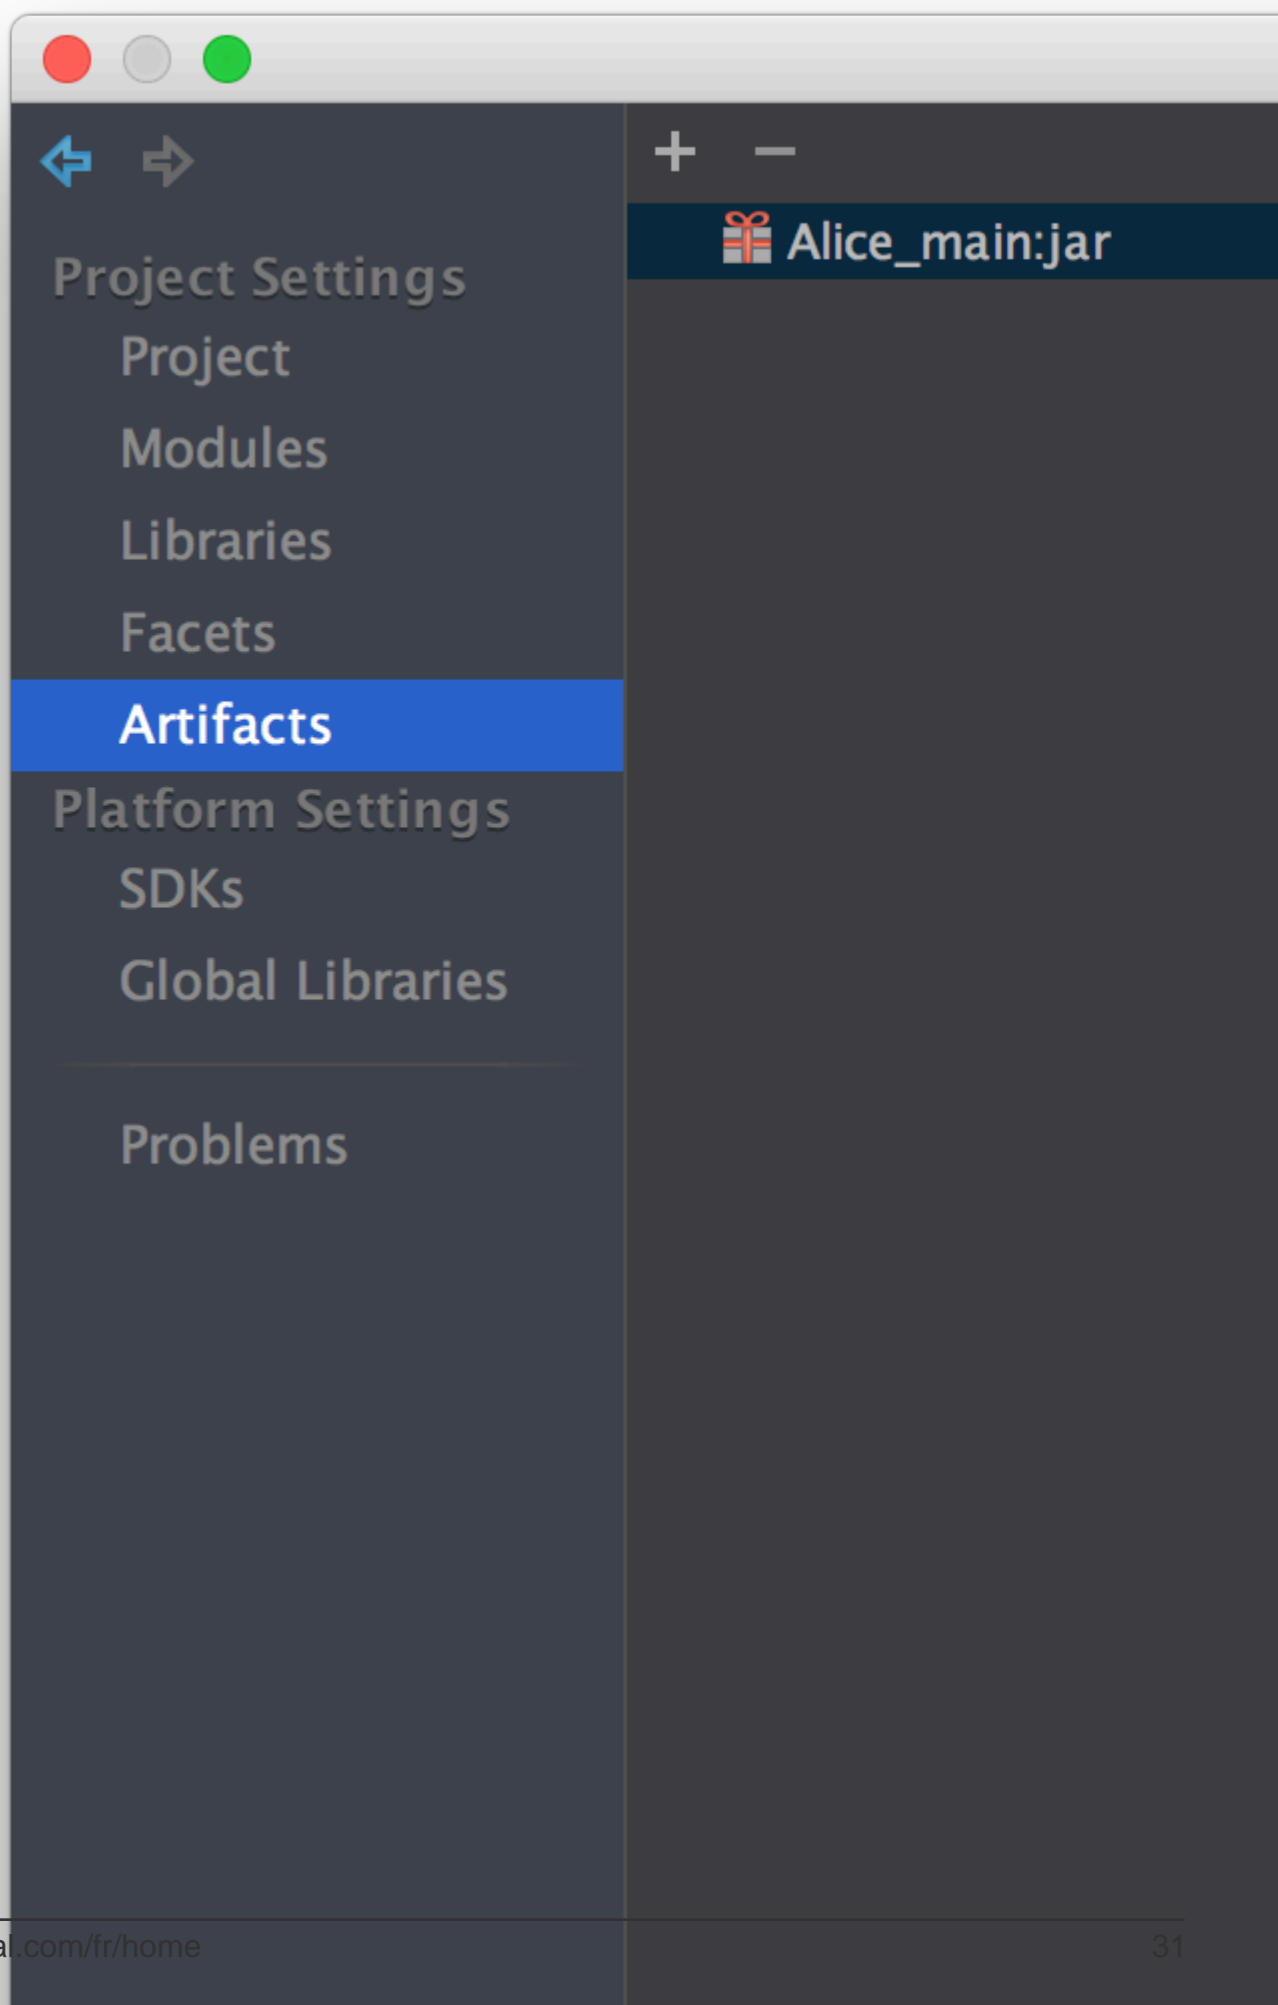 Project Settings
Project
Modules
Libraries
Facets
Artifacts
Platform Settings
SDKs
Global Libraries
Problems
Alice_main:jar
al.com/fr/home
31